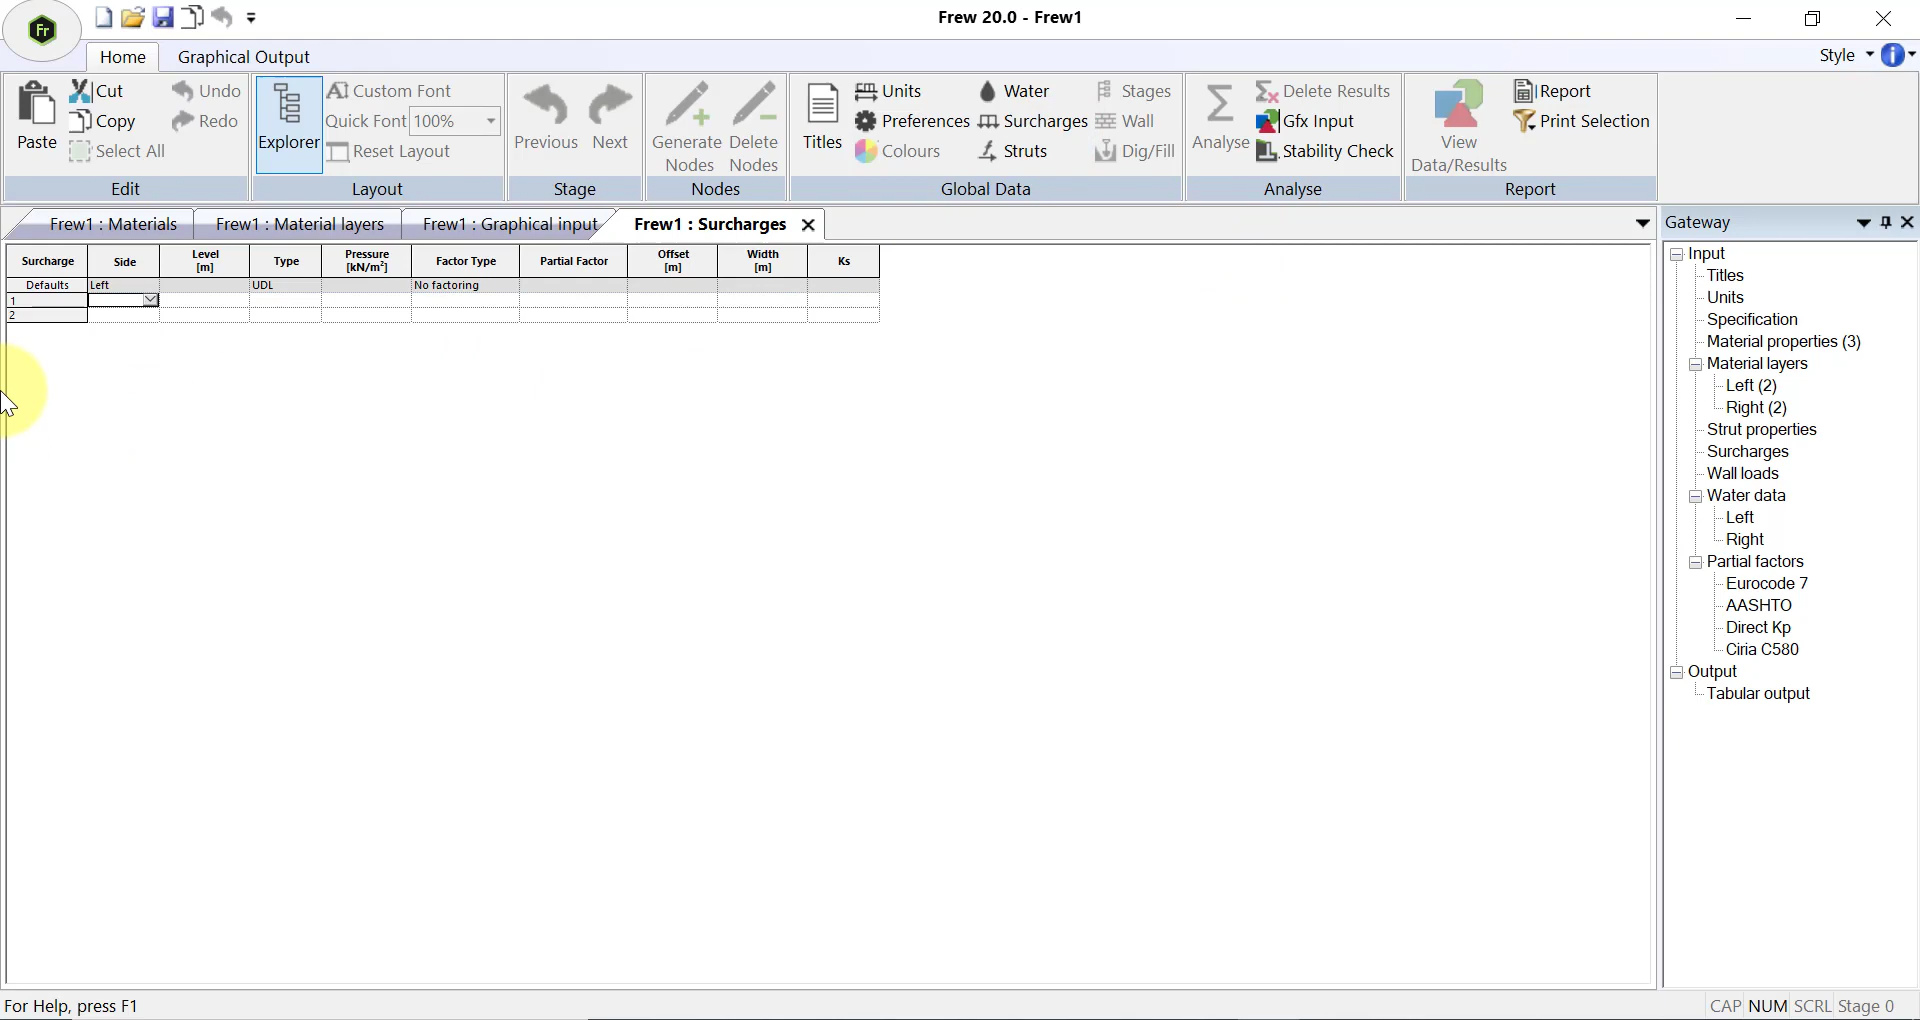 Frew 20.0 - Frew1
Fr
Home
Graphical Output
Style
Paste
Cut
Copy
Select All
Undo
Redo
Edit
Explorer
Custom Font
Quick Font 100%
Reset Layout
Layout
Previous
Next
Stage
Generate Nodes
Delete Nodes
Nodes
Titles
Units
Preferences
Colours
Water
Surcharges
Struts
Stages
Wall
Dig/Fill
Global Data
Analyse
Delete Results
Gfx Input
Stability Check
Analyse
View Data/Results
Report
Print Selection
Report
Frew1 : Materials
Frew1 : Material layers
Frew1 : Graphical input
Frew1 : Surcharges
Surcharge Side Level [m] Type Pressure [kN/m²] Factor Type Partial Factor Offset [m] Width [m] Ks
Defaults Left UDL No factoring
1
2
Gateway
Input
Titles
Units
Specification
Material properties (3)
Material layers
Left (2)
Right (2)
Strut properties
Surcharges
Wall loads
Water data
Left
Right
Partial factors
Eurocode 7
AASHTO
Direct Kp
Ciria C580
Output
Tabular output
For Help, press F1
CAP NUM SCRL Stage 0